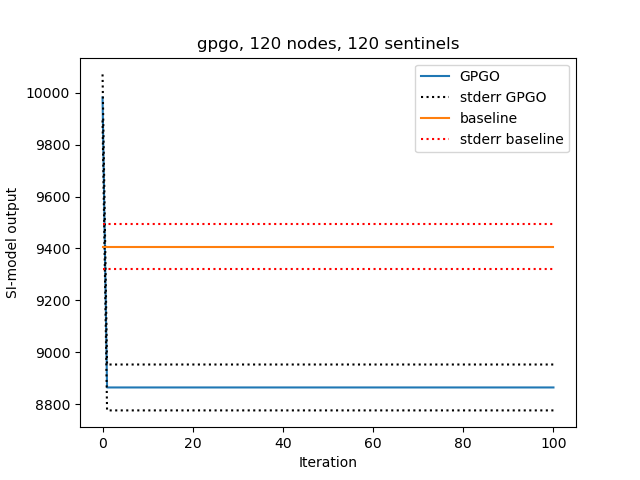 gpgo, 120 nodes, 120 sentinels
GPGO
stderr GPGO
baseline
stderr baseline
SI-model output
10000
9800
9600
9400
9200
9000
8800
0 20 40 60 80 100
Iteration